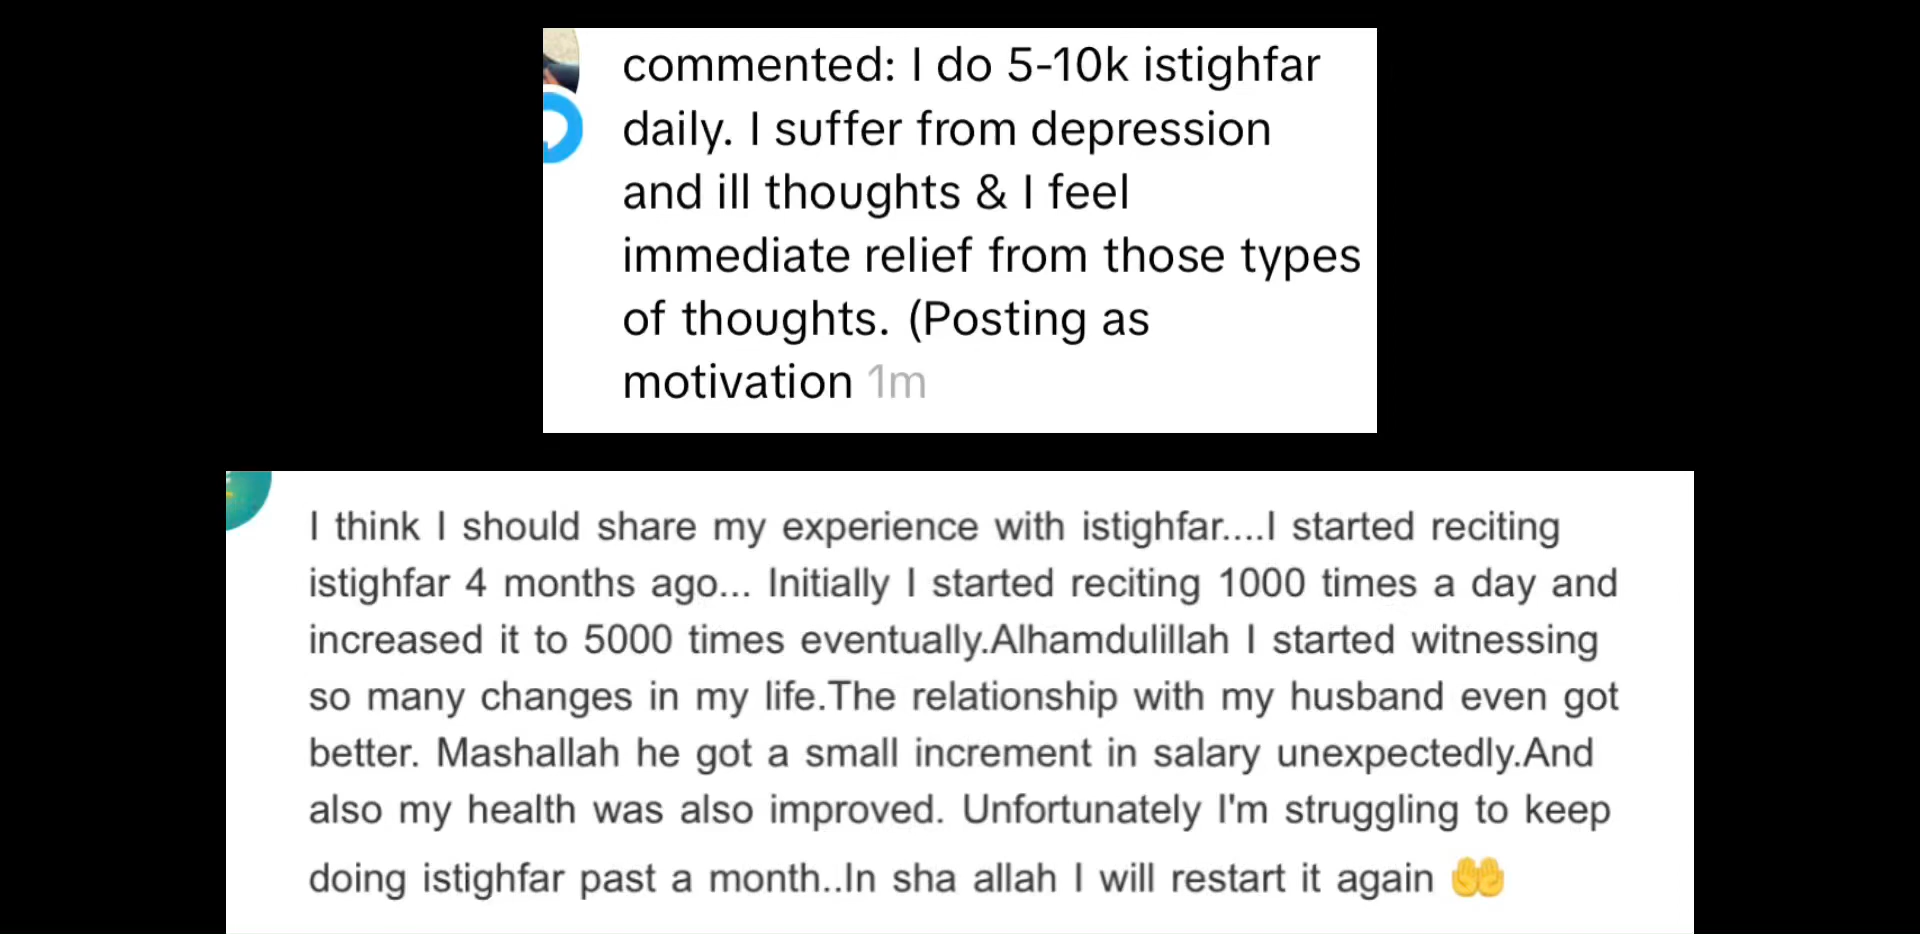 commented: I do 5-10k istighfar
daily. I suffer from depression
and ill thoughts & I feel
immediate relief from those types
of thoughts. (Posting as
motivation 1m
I think I should share my experience with istighfar....I started reciting
istighfar 4 months ago... Initially I started reciting 1000 times a day and
increased it to 5000 times eventually.Alhamdulillah I started witnessing
so many changes in my life.The relationship with my husband even got
better. Mashallah he got a small increment in salary unexpectedly.And
also my health was also improved. Unfortunately I'm struggling to keep
doing istighfar past a month..In sha allah I will restart it again 🤲